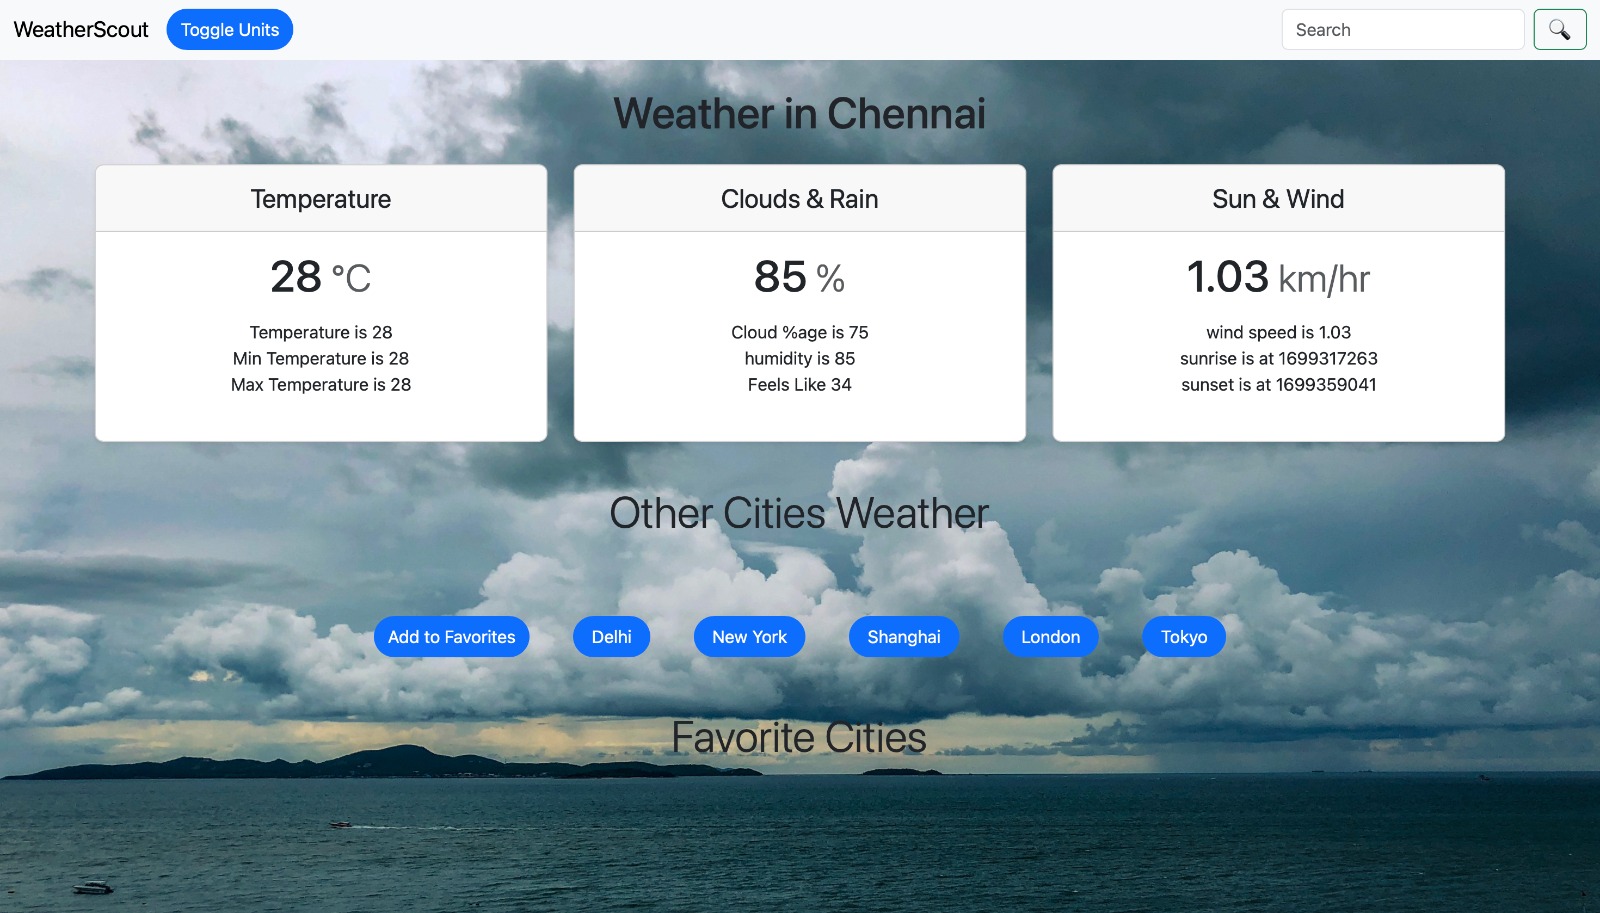 WeatherScout
Toggle Units
Search
Weather in Chennai
Temperature
28 °C
Temperature is 28
Min Temperature is 28
Max Temperature is 28
Clouds & Rain
85 %
Cloud %age is 75
humidity is 85
Feels Like 34
Sun & Wind
1.03 km/hr
wind speed is 1.03
sunrise is at 1699317263
sunset is at 1699359041
Other Cities Weather
Add to Favorites
Delhi
New York
Shanghai
London
Tokyo
Favorite Cities